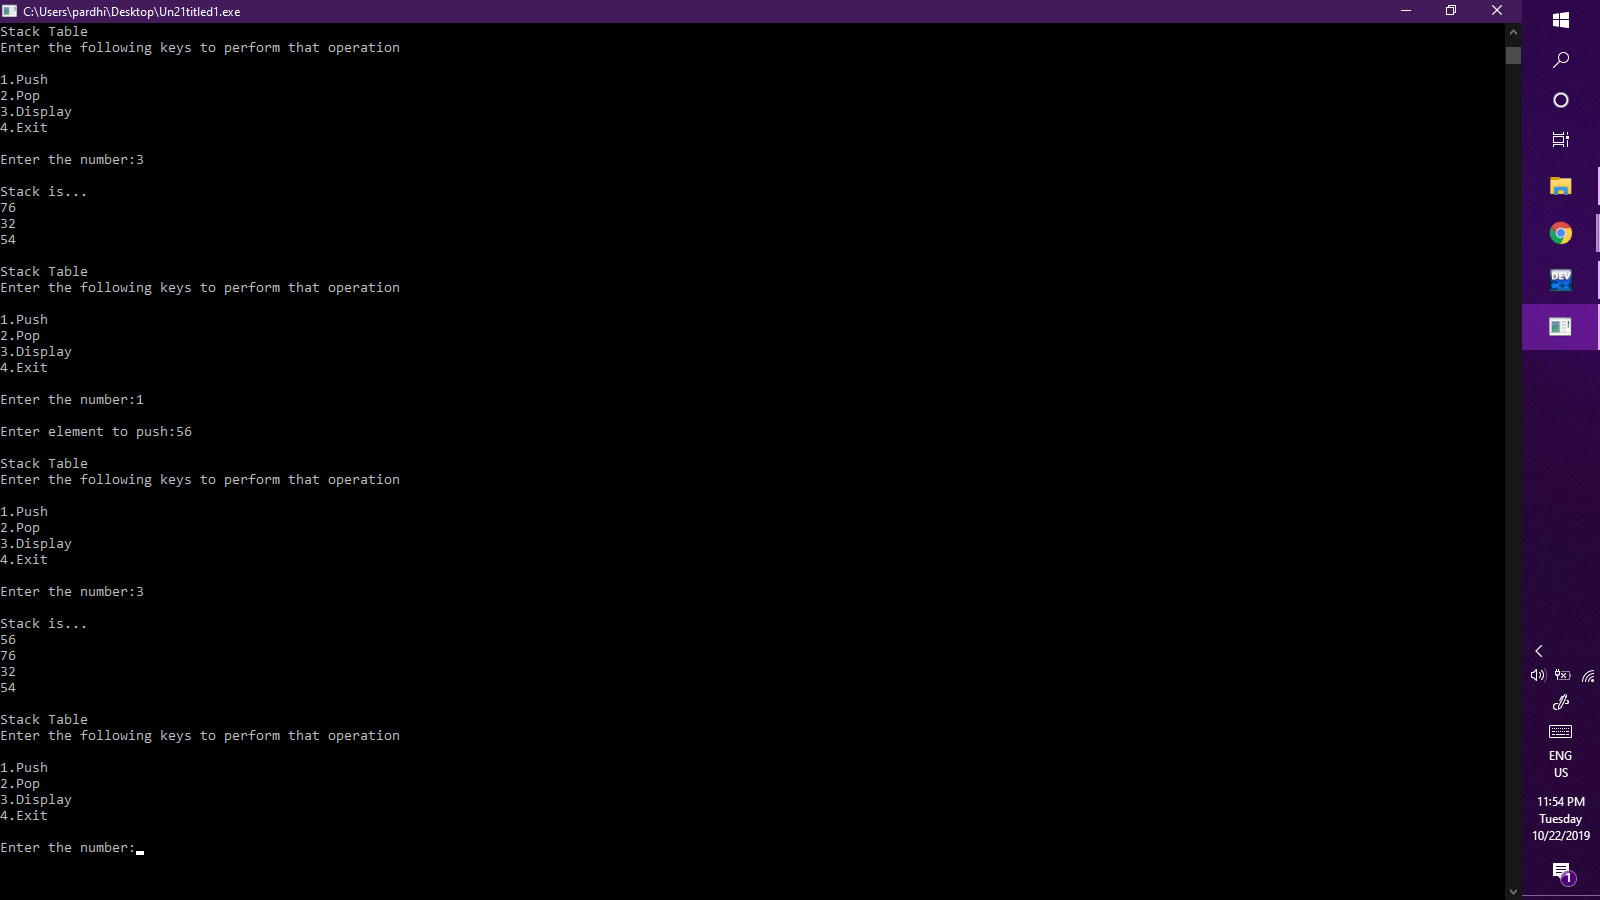 C:\Users\pardhi\Desktop\Un21titled1.exe
Stack Table
Enter the following keys to perform that operation
1.Push
2.Pop
3.Display
4.Exit
Enter the number:3
Stack is...
76
32
54
Stack Table
Enter the following keys to perform that operation
1.Push
2.Pop
3.Display
4.Exit
Enter the number:1
Enter element to push:56
Stack Table
Enter the following keys to perform that operation
1.Push
2.Pop
3.Display
4.Exit
Enter the number:3
Stack is...
56
76
32
54
Stack Table
Enter the following keys to perform that operation
1.Push
2.Pop
3.Display
4.Exit
Enter the number:
DEV
C++
ENG
US
11:54 PM
Tuesday
10/22/2019
1